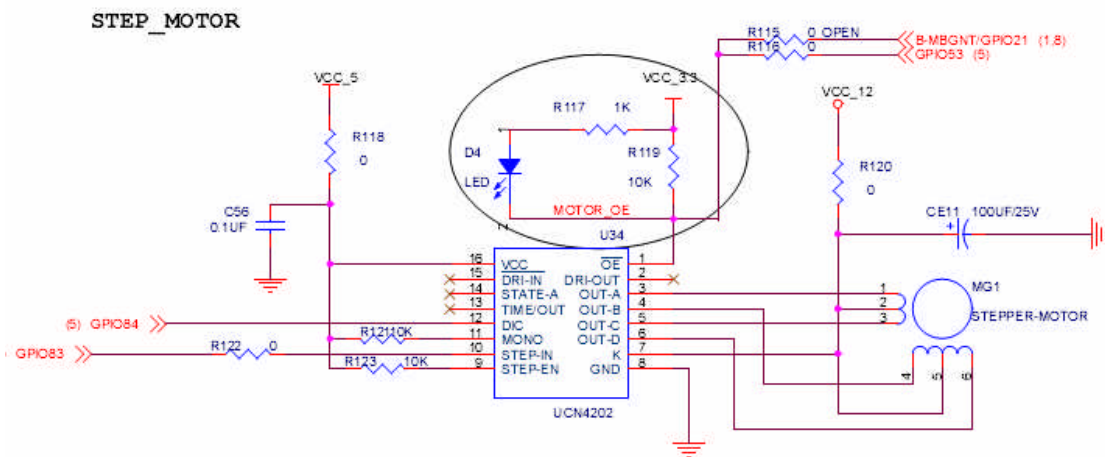 STEP_MOTOR
R115 0 OPEN
B-MBGNT/GPIO21 (1,8)
R116 0
GPIO53 (5)
VCC_5
VCC_3.3
VCC_12
R117 1K
R118
0
D4
LED
R119
10K
R120
0
C56
0.1UF
MOTOR_OE
CE11 + 100UF/25V
U34
16 VCC OE 1
15 DRI-IN DRI-OUT 2
14 STATE-A OUT-A 3
13 TIME/OUT OUT-B 4
12 DIC OUT-C 5
11 MONO OUT-D 6
10 STEP-IN K 7
9 STEP-EN GND 8
UCN4202
(5) GPIO84
R121 10K
GPIO83
R122 0
R123 10K
1
2
3
MG1
STEPPER-MOTOR
4 5 6